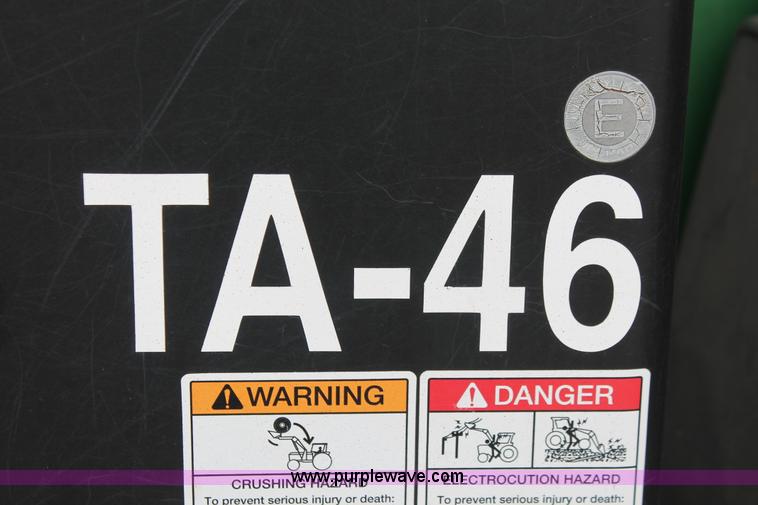 E
TA-46
WARNING
DANGER
www.purplewave.com
CRUSHING HAZARD
ELECTROCUTION HAZARD
To prevent serious injury or death:
To prevent serious injury or death: